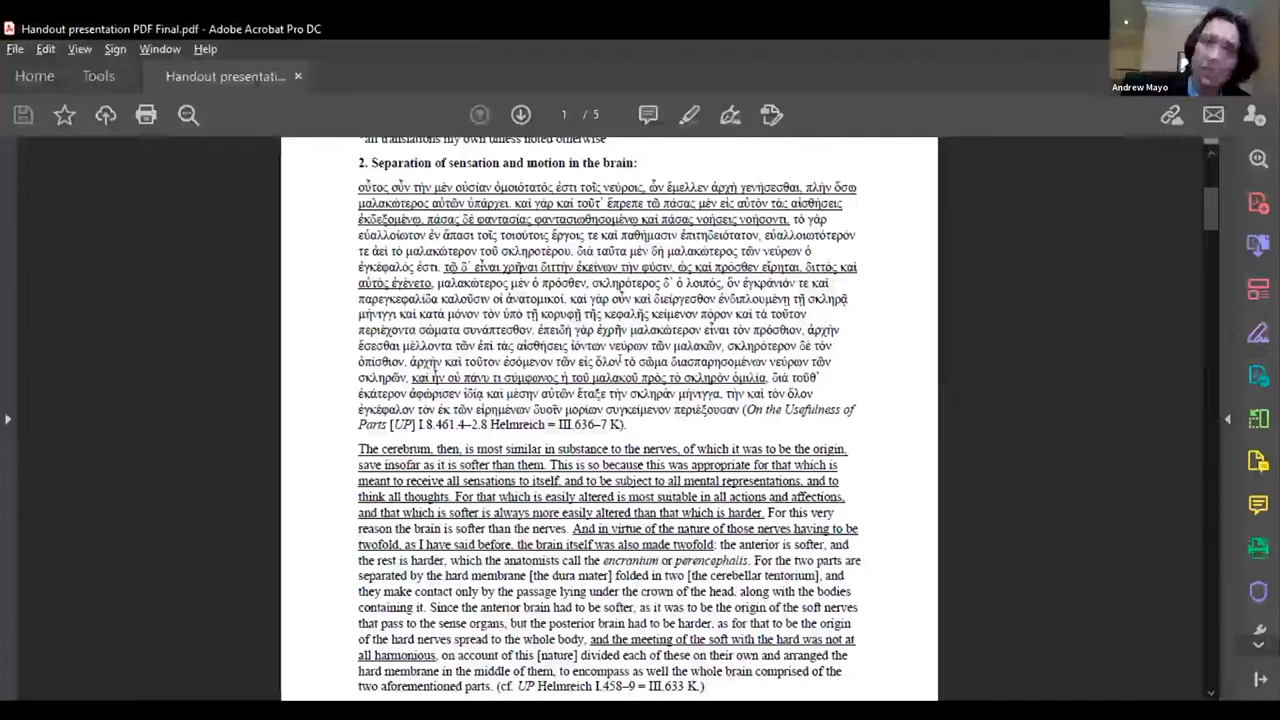 Handout presentation PDF Final.pdf - Adobe Acrobat Pro DC
File Edit View Sign Window Help
Home Tools Handout presentati... ×
1 / 5
Andrew Mayo
*all translations my own unless noted otherwise
2. Separation of sensation and motion in the brain:
οὗτος οὖν τὴν μὲν οὐσίαν ὁμοιότατός ἐστι τοῖς νεύροις, ὧν ἔμελλεν ἀρχὴ γενήσεσθαι, πλὴν ὅσῳ
μαλακώτερος αὐτῶν ὑπάρχει. καὶ γὰρ καὶ τοῦτ᾽ ἔπρεπε τῷ πάσας μὲν εἰς αὑτὸν τὰς αἰσθήσεις
ἐκδεξομένῳ, πάσας δὲ φαντασίας φαντασιωθησομένῳ καὶ πάσας νοήσεις νοήσοντι. τὸ γὰρ
εὐαλλοίωτον ἐν ἅπασι τοῖς τοιούτοις ἔργοις τε καὶ παθήμασιν ἐπιτηδειότατον, εὐαλλοιωτότερον
τε ἀεὶ τὸ μαλακώτερον τοῦ σκληροτέρου. διὰ ταῦτα μὲν δὴ μαλακώτερος τῶν νεύρων ὁ
ἐγκέφαλός ἐστι. τῷ δ᾽ εἶναι χρῆναι διττὴν ἐκείνων τὴν φύσιν, ὡς καὶ πρόσθεν εἴρηται, διττὸς καὶ
αὐτὸς ἐγένετο, μαλακώτερος μὲν ὁ πρόσθεν, σκληρότερος δ᾽ ὁ λοιπός, ὃν ἐγκράνιόν τε καὶ
παρεγκεφαλίδα καλοῦσιν οἱ ἀνατομικοί. καὶ γὰρ οὖν καὶ διείργεσθον ἐνδιπλουμένῃ τῇ σκληρᾷ
μήνιγγι καὶ κατὰ μόνον τὸν ὑπὸ τῇ κορυφῇ τῆς κεφαλῆς κείμενον πόρον καὶ τὰ τοῦτον
περιέχοντα σώματα συνάπτεσθον. ἐπειδὴ γὰρ ἐχρῆν μαλακώτερον εἶναι τὸν πρόσθιον, ἀρχὴν
ἔσεσθαι μέλλοντα τῶν ἐπὶ τὰς αἰσθήσεις ἰόντων νεύρων τῶν μαλακῶν, σκληρότερον δὲ τὸν
ὀπίσθιον, ἀρχὴν καὶ τοῦτον ἐσόμενον τῶν εἰς ὅλον τὸ σῶμα διασπαρησομένων νεύρων τῶν
σκληρῶν, καὶ ἦν οὐ πάνυ τι σύμφωνος ἡ τοῦ μαλακοῦ πρὸς τὸ σκληρὸν ὁμιλία, διὰ τοῦθ᾽
ἑκάτερον ἀφώρισεν ἰδίᾳ καὶ μέσην αὐτῶν ἔταξε τὴν σκληρὰν μήνιγγα, τὴν καὶ τὸν ὅλον
ἐγκέφαλον τὸν ἐκ τῶν εἰρημένων δυοῖν μορίων συγκείμενον περιέξουσαν (On the Usefulness of
Parts [UP] I 8.461.4–2.8 Helmreich = III.636–7 K).
The cerebrum, then, is most similar in substance to the nerves, of which it was to be the origin,
save insofar as it is softer than them. This is so because this was appropriate for that which is
meant to receive all sensations to itself, and to be subject to all mental representations, and to
think all thoughts. For that which is easily altered is most suitable in all actions and affections,
and that which is softer is always more easily altered than that which is harder. For this very
reason the brain is softer than the nerves. And in virtue of the nature of those nerves having to be
twofold, as I have said before, the brain itself was also made twofold: the anterior is softer, and
the rest is harder, which the anatomists call the encranium or perencephalis. For the two parts are
separated by the hard membrane [the dura mater] folded in two [the cerebellar tentorium], and
they make contact only by the passage lying under the crown of the head, along with the bodies
containing it. Since the anterior brain had to be softer, as it was to be the origin of the soft nerves
that pass to the sense organs, but the posterior brain had to be harder, as for that to be the origin
of the hard nerves spread to the whole body, and the meeting of the soft with the hard was not at
all harmonious, on account of this [nature] divided each of these on their own and arranged the
hard membrane in the middle of them, to encompass as well the whole brain comprised of the
two aforementioned parts. (cf. UP Helmreich I.458–9 = III.633 K.)